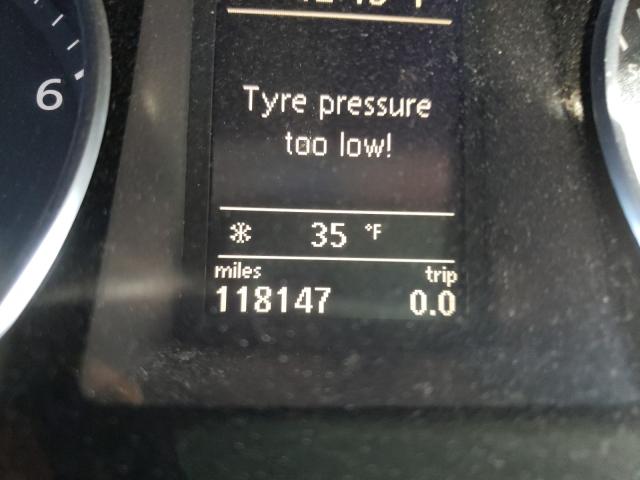 6
Tyre pressure
too low!
35 °F
miles trip
118147 0.0